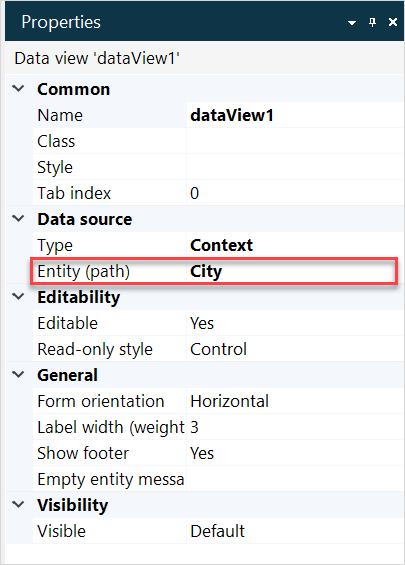 Properties
Data view 'dataView1'
Common
Name dataView1
Class
Style
Tab index 0
Data source
Type Context
Entity (path) City
Editability
Editable Yes
Read-only style Control
General
Form orientation Horizontal
Label width (weight 3
Show footer Yes
Empty entity messa
Visibility
Visible Default